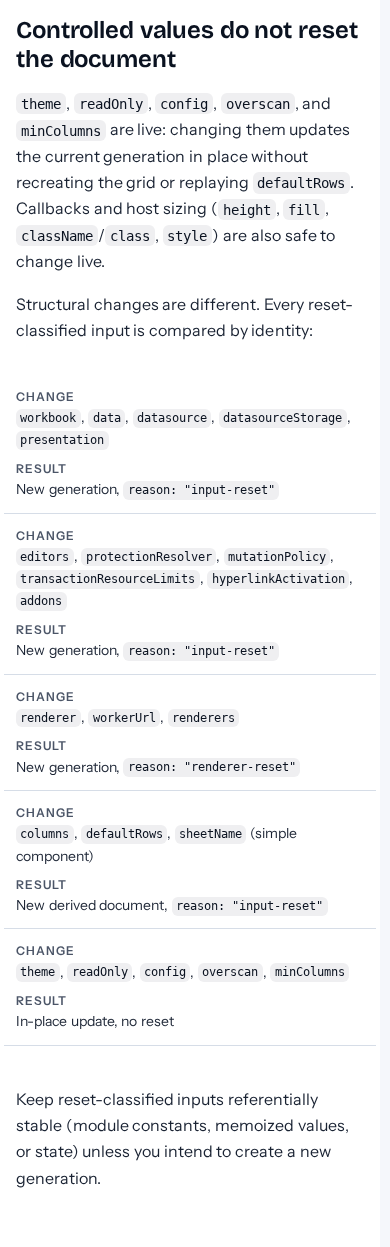 Controlled values do not reset
the document
theme, readOnly, config, overscan, and
minColumns are live: changing them updates
the current generation in place without
recreating the grid or replaying defaultRows.
Callbacks and host sizing (height, fill,
className/class, style) are also safe to
change live.
Structural changes are different. Every reset-
classified input is compared by identity:
CHANGE
workbook, data, datasource, datasourceStorage,
presentation
RESULT
New generation, reason: "input-reset"
CHANGE
editors, protectionResolver, mutationPolicy,
transactionResourceLimits, hyperlinkActivation,
addons
RESULT
New generation, reason: "input-reset"
CHANGE
renderer, workerUrl, renderers
RESULT
New generation, reason: "renderer-reset"
CHANGE
columns, defaultRows, sheetName (simple
component)
RESULT
New derived document, reason: "input-reset"
CHANGE
theme, readOnly, config, overscan, minColumns
RESULT
In-place update, no reset
Keep reset-classified inputs referentially
stable (module constants, memoized values,
or state) unless you intend to create a new
generation.